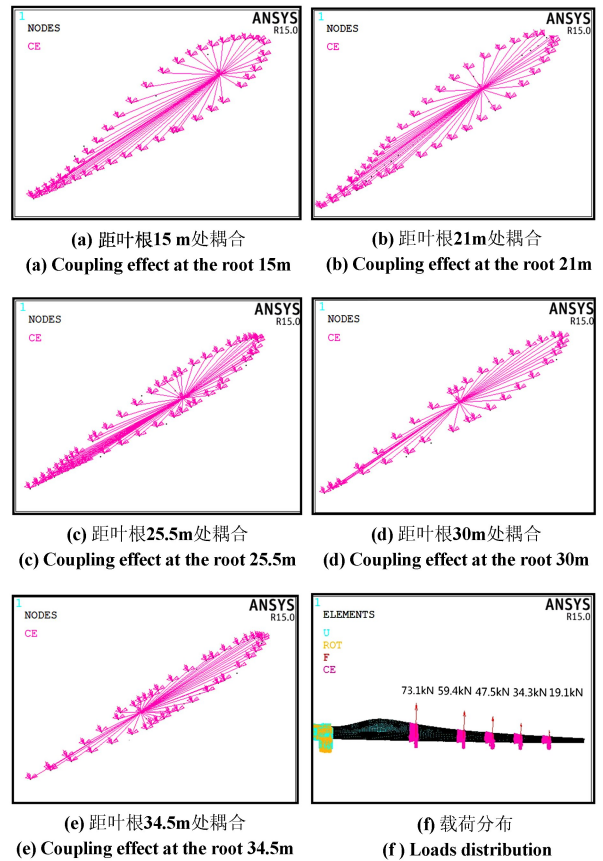 1
NODES
CE
ANSYS
R15.0
1
NODES
CE
ANSYS
R15.0
(a) 距叶根15 m处耦合
(a) Coupling effect at the root 15m
(b) 距叶根21m处耦合
(b) Coupling effect at the root 21m
1
NODES
CE
ANSYS
R15.0
1
NODES
CE
ANSYS
R15.0
(c) 距叶根25.5m处耦合
(c) Coupling effect at the root 25.5m
(d) 距叶根30m处耦合
(d) Coupling effect at the root 30m
1
NODES
CE
ANSYS
R15.0
1
ELEMENTS
U
ROT
F
CE
ANSYS
R15.0
73.1kN 59.4kN 47.5kN 34.3kN 19.1kN
(e) 距叶根34.5m处耦合
(e) Coupling effect at the root 34.5m
(f) 载荷分布
(f ) Loads distribution